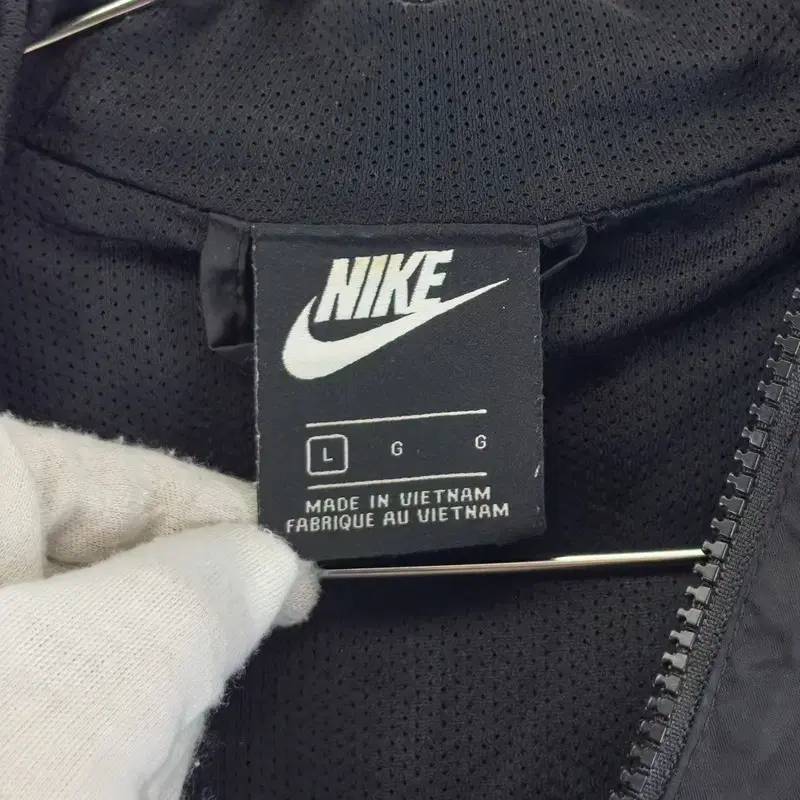 NIKE
L G G
MADE IN VIETNAM
FABRIQUE AU VIETNAM